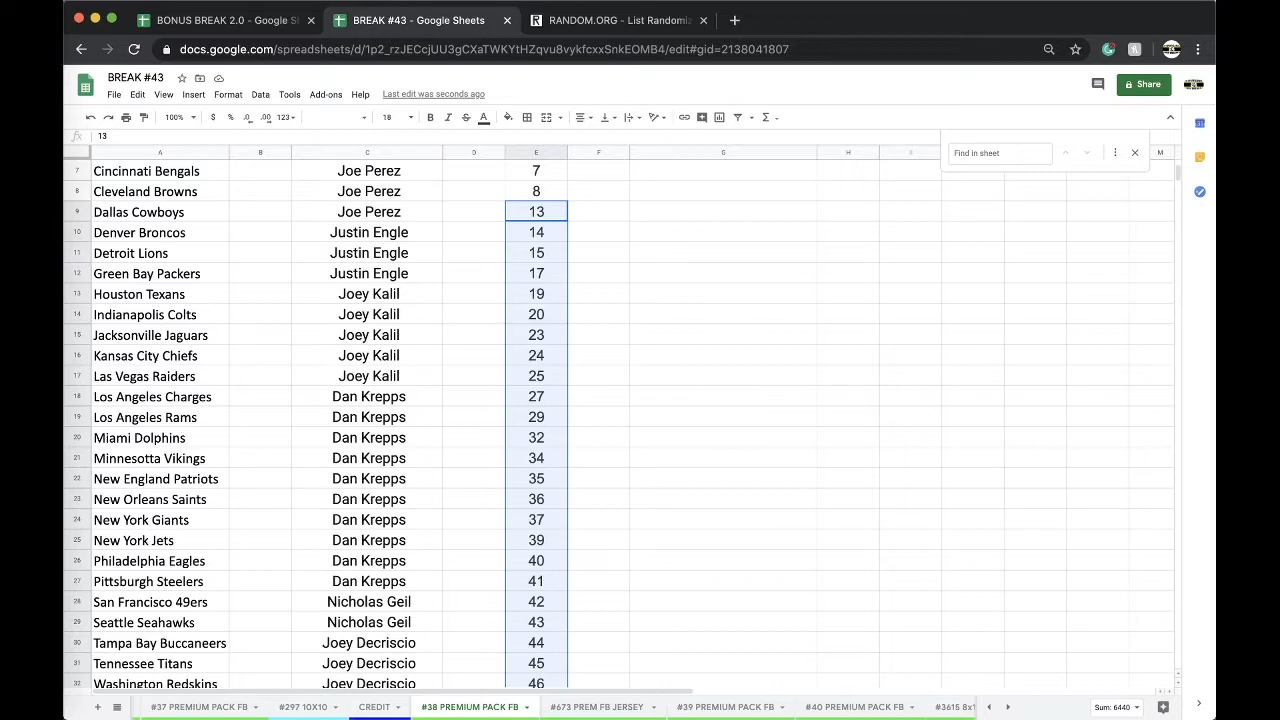 BONUS BREAK 2.0 - Google Sh
BREAK #43 - Google Sheets
RANDOM.ORG - List Randomiz
docs.google.com/spreadsheets/d/1p2_rzJECcjUU3gCXaTWKYtHZqvu8vykfcxxSnkEOMB4/edit#gid=2138041807
BREAK #43
File Edit View Insert Format Data Tools Add-ons Help Last edit was seconds ago
Share
100% $ % .0 .00 123 18 B I S A
fx 13
Find in sheet
A B C D E F G H M
7 Cincinnati Bengals Joe Perez 7
8 Cleveland Browns Joe Perez 8
9 Dallas Cowboys Joe Perez 13
10 Denver Broncos Justin Engle 14
11 Detroit Lions Justin Engle 15
12 Green Bay Packers Justin Engle 17
13 Houston Texans Joey Kalil 19
14 Indianapolis Colts Joey Kalil 20
15 Jacksonville Jaguars Joey Kalil 23
16 Kansas City Chiefs Joey Kalil 24
17 Las Vegas Raiders Joey Kalil 25
18 Los Angeles Charges Dan Krepps 27
19 Los Angeles Rams Dan Krepps 29
20 Miami Dolphins Dan Krepps 32
21 Minnesotta Vikings Dan Krepps 34
22 New England Patriots Dan Krepps 35
23 New Orleans Saints Dan Krepps 36
24 New York Giants Dan Krepps 37
25 New York Jets Dan Krepps 39
26 Philadelphia Eagles Dan Krepps 40
27 Pittsburgh Steelers Dan Krepps 41
28 San Francisco 49ers Nicholas Geil 42
29 Seattle Seahawks Nicholas Geil 43
30 Tampa Bay Buccaneers Joey Decriscio 44
31 Tennessee Titans Joey Decriscio 45
32 Washington Redskins Joey Decriscio 46
#37 PREMIUM PACK FB #297 10X10 CREDIT #38 PREMIUM PACK FB #673 PREM FB JERSEY #39 PREMIUM PACK FB #40 PREMIUM PACK FB #3615 8x1 Sum: 6440